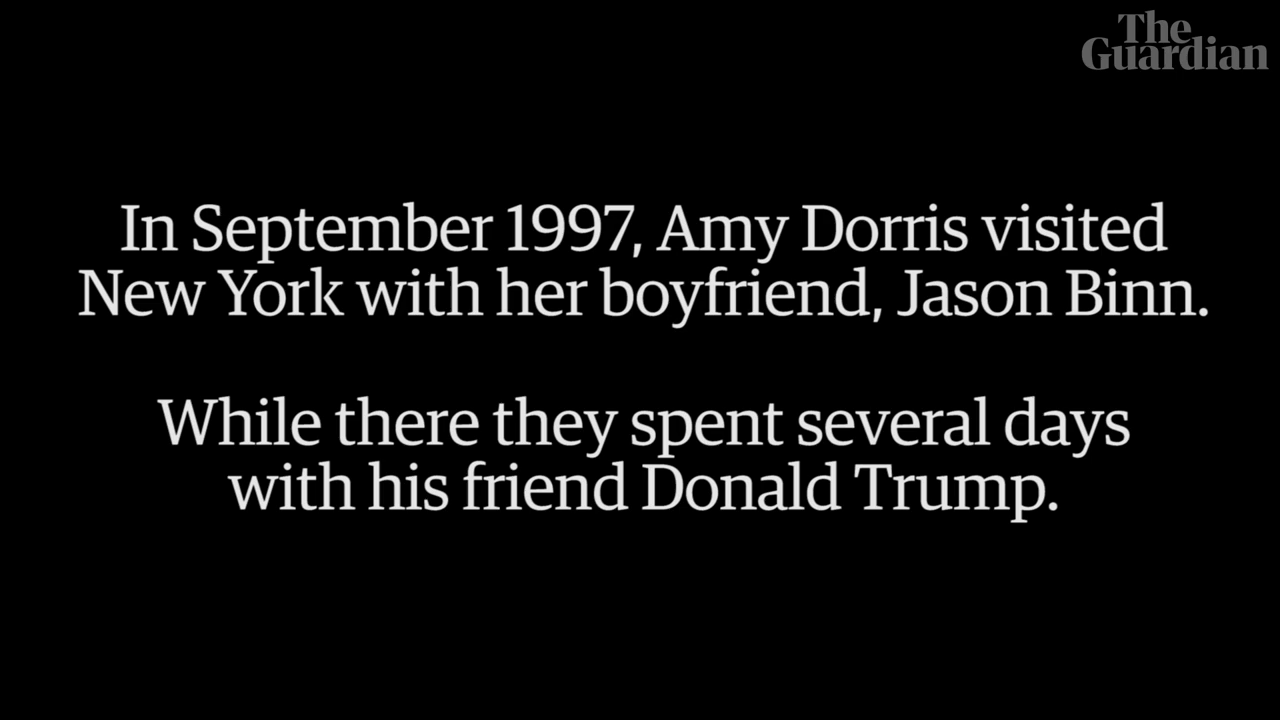 The
Guardian
In September 1997, Amy Dorris visited
New York with her boyfriend, Jason Binn.
While there they spent several days
with his friend Donald Trump.